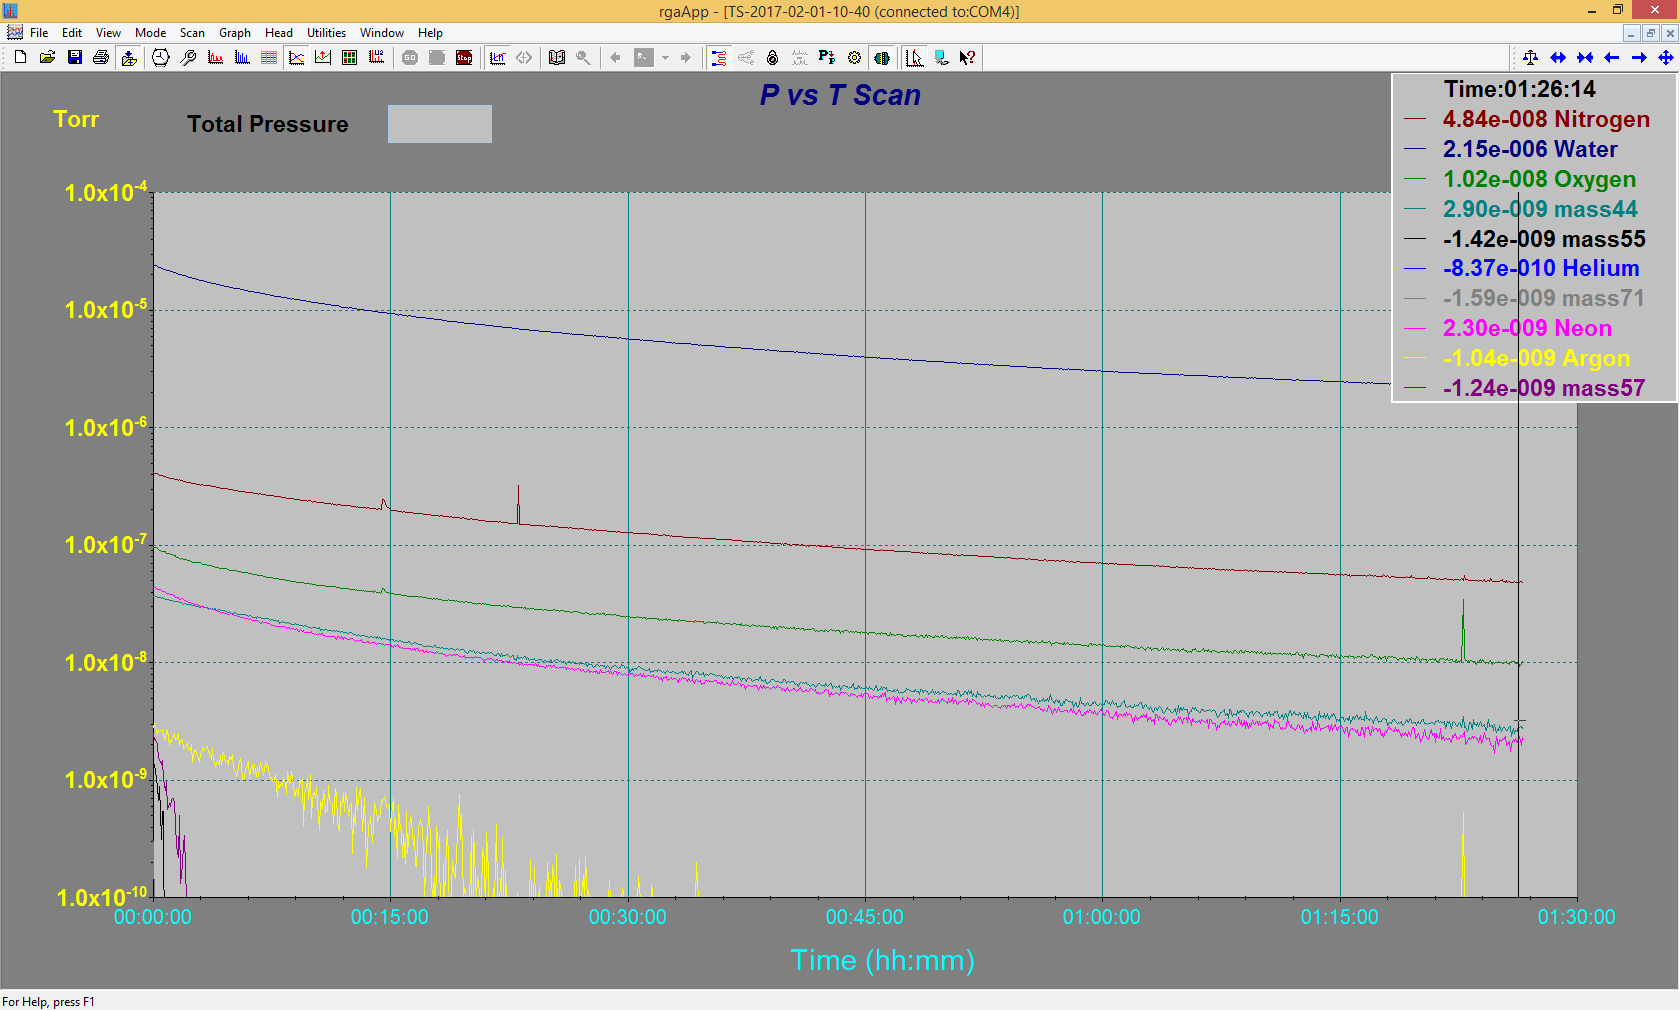 rgaApp - [TS-2017-02-01-10-40 (connected to:COM4)]
File Edit View Mode Scan Graph Head Utilities Window Help
GO Stop
P vs T Scan
Torr
Total Pressure
Time:01:26:14
4.84e-008 Nitrogen
2.15e-006 Water
1.02e-008 Oxygen
2.90e-009 mass44
-1.42e-009 mass55
-8.37e-010 Helium
-1.59e-009 mass71
2.30e-009 Neon
-1.04e-009 Argon
-1.24e-009 mass57
1.0x10-4
1.0x10-5
1.0x10-6
1.0x10-7
1.0x10-8
1.0x10-9
1.0x10-10
00:00:00 00:15:00 00:30:00 00:45:00 01:00:00 01:15:00 01:30:00
Time (hh:mm)
For Help, press F1